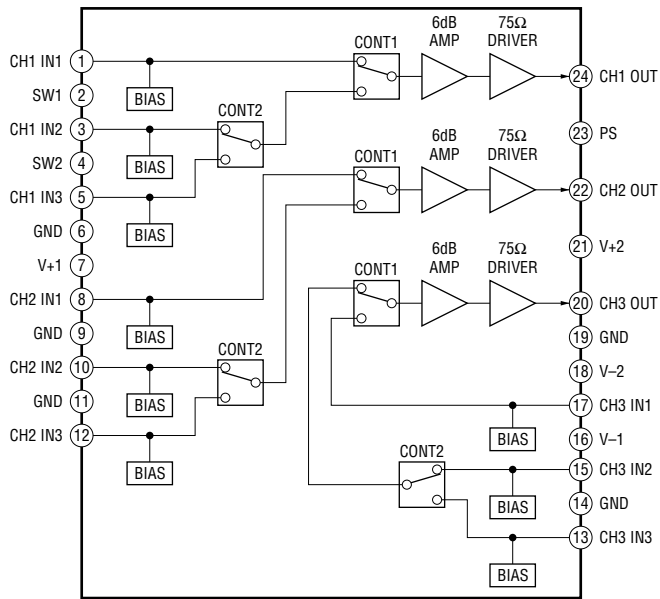 6dB AMP
75Ω DRIVER
CONT1
CH1 IN1 1
24 CH1 OUT
SW1 2
BIAS
CONT2
CH1 IN2 3
23 PS
6dB AMP
75Ω DRIVER
CONT1
SW2 4
BIAS
CH1 IN3 5
22 CH2 OUT
GND 6
BIAS
21 V+2
6dB AMP
75Ω DRIVER
V+1 7
CONT1
CH2 IN1 8
20 CH3 OUT
GND 9
BIAS
19 GND
CONT2
CH2 IN2 10
18 V–2
GND 11
BIAS
17 CH3 IN1
CH2 IN3 12
BIAS
16 V–1
BIAS
CONT2
15 CH3 IN2
BIAS
14 GND
13 CH3 IN3
BIAS